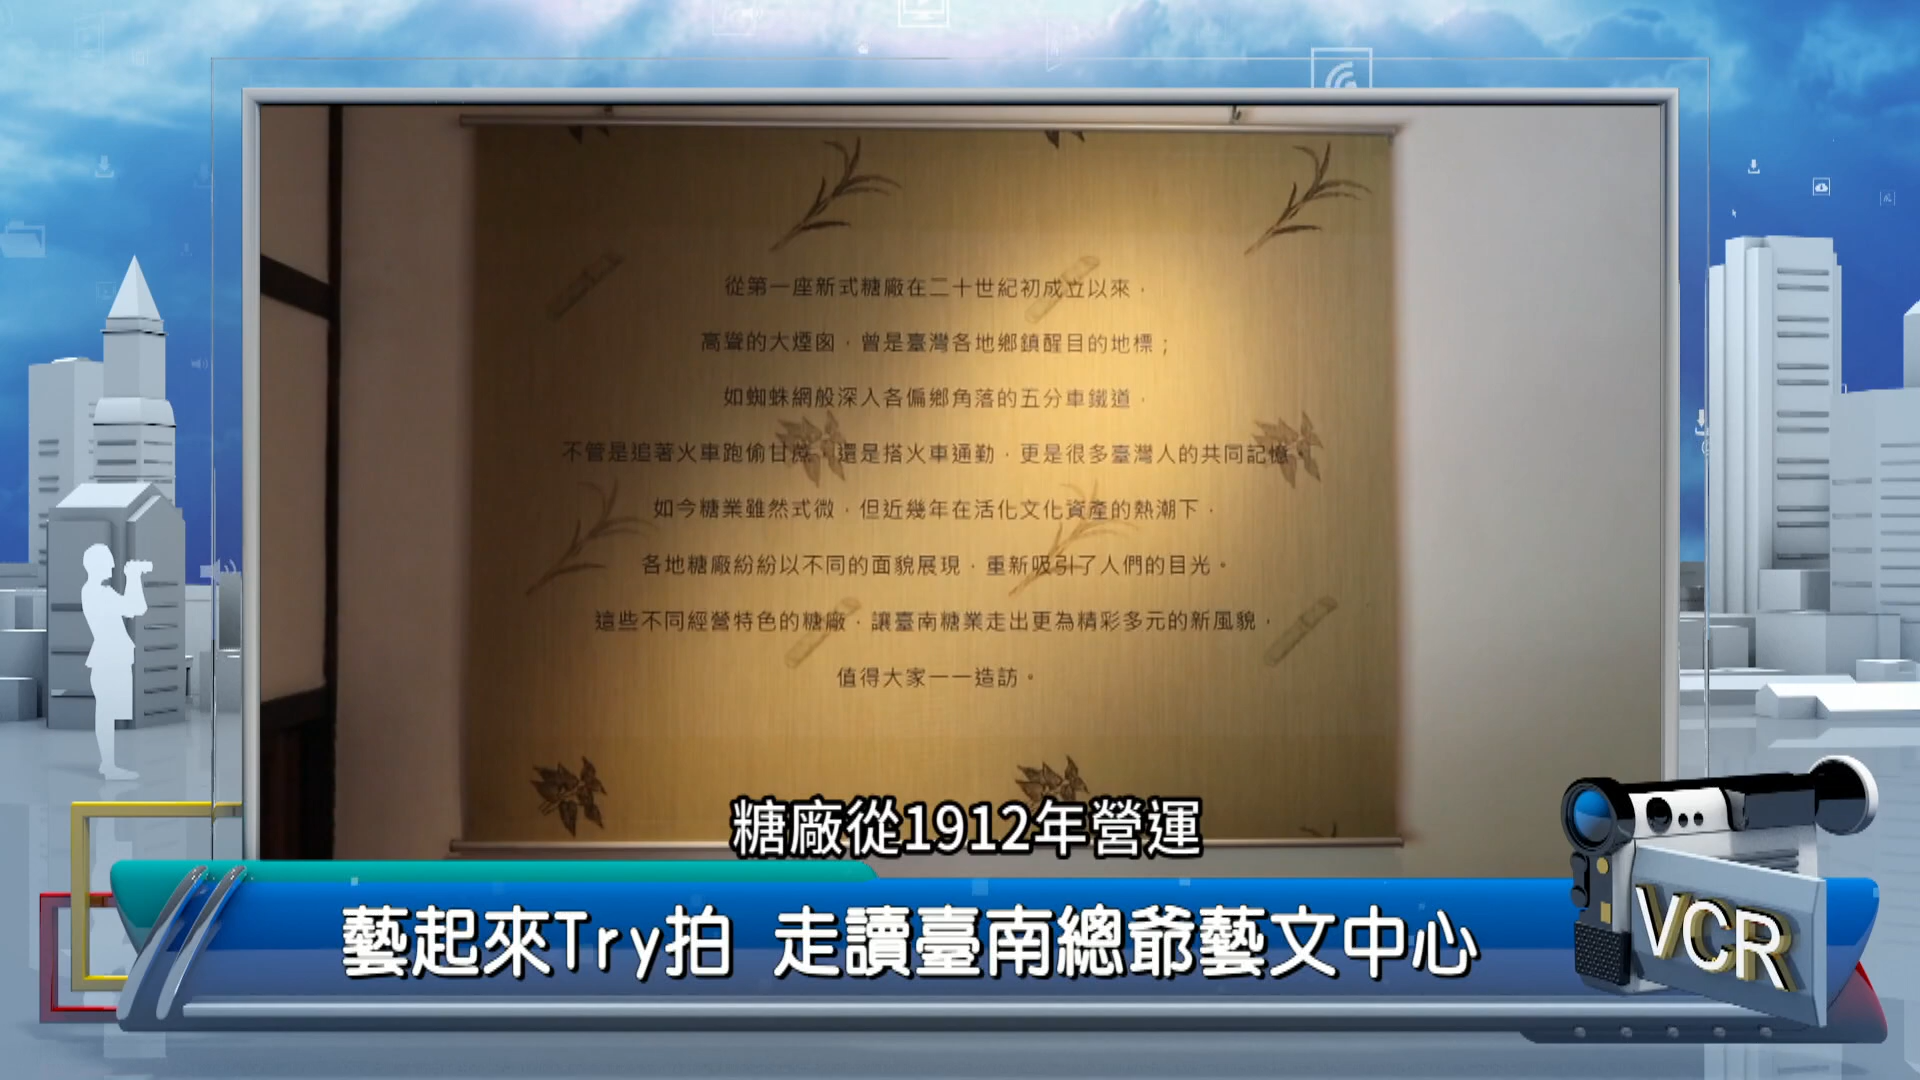 從第一座新式糖廠在二十世紀初成立以來，
高聳的大煙囪，曾是臺灣各地鄉鎮醒目的地標；
如蜘蛛網般深入各偏鄉角落的五分車鐵道，
不管是追著火車跑偷甘蔗，還是搭火車通勤，更是很多臺灣人的共同記憶。
如今糖業雖然式微，但近幾年在活化文化資產的熱潮下，
各地糖廠紛紛以不同的面貌展現，重新吸引了人們的目光。
這些不同經營特色的糖廠，讓臺南糖業走出更為精彩多元的新風貌，
值得大家一一造訪。
糖廠從1912年營運
藝起來Try拍 走讀臺南總爺藝文中心
VCR